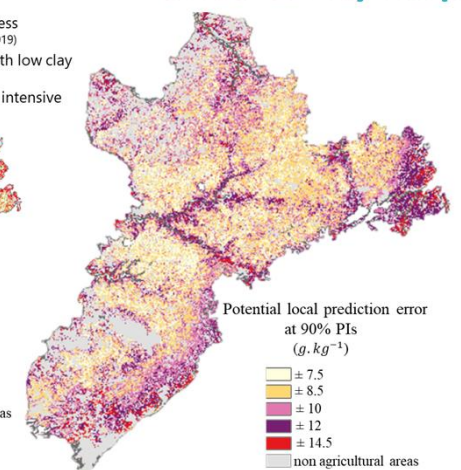 ess
019)
th low clay
intensive
Potential local prediction error
at 90% PIs
(g.kg⁻¹)
± 7.5
± 8.5
± 10
± 12
± 14.5
non agricultural areas
as